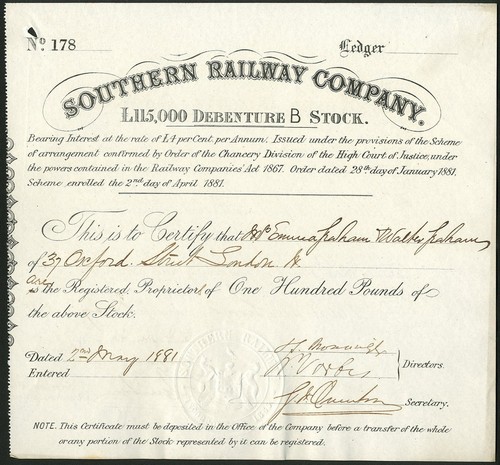 No. 178 Ledger
SOUTHERN RAILWAY COMPANY.
£115,000 DEBENTURE B STOCK.
Bearing Interest at the rate of £4 per Cent. per Annum. Issued under the provisions of the Scheme
of arrangement confirmed by Order of the Chancery Division of the High Court of Justice, under
the powers contained in the Railway Companies' Act 1867. Order dated 28th day of January 1881.
Scheme, enrolled the 2nd day of April 1881.
This is to Certify that Mrs Emma Graham & Walter Graham
of 37 Oxford Street London W
are
is the Registered Proprietors of One Hundred Pounds of
the above Stock.
Dated 2nd May 1881
Entered
Directors.
Secretary.
NOTE. This Certificate must be deposited in the Office of the Company before a transfer of the whole
or any portion of the Stock represented by it can be registered.